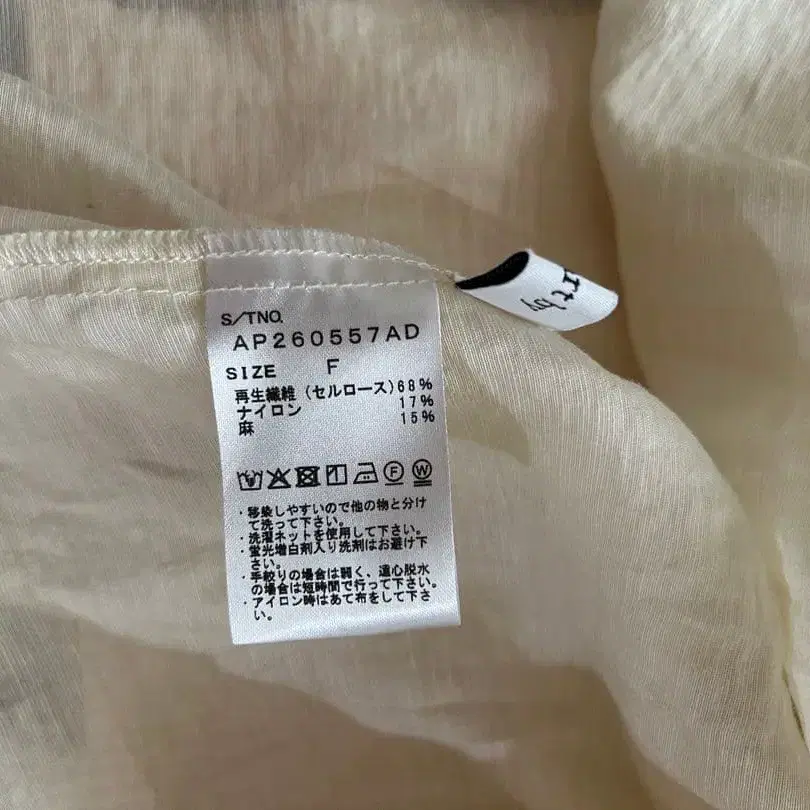 S/TNO.
AP260557AD
SIZE F
再生繊維 (セルロース)68%
ナイロン 17%
麻 15%
F W
・移染しやすいので他の物と分け
て洗って下さい。
・洗濯ネットを使用して下さい。
・蛍光増白剤入り洗剤はお避け下
さい。
・手絞りの場合は弱く、遠心脱水
の場合は短時間で行って下さい。
・アイロン時はあて布をして下さ
い。
by